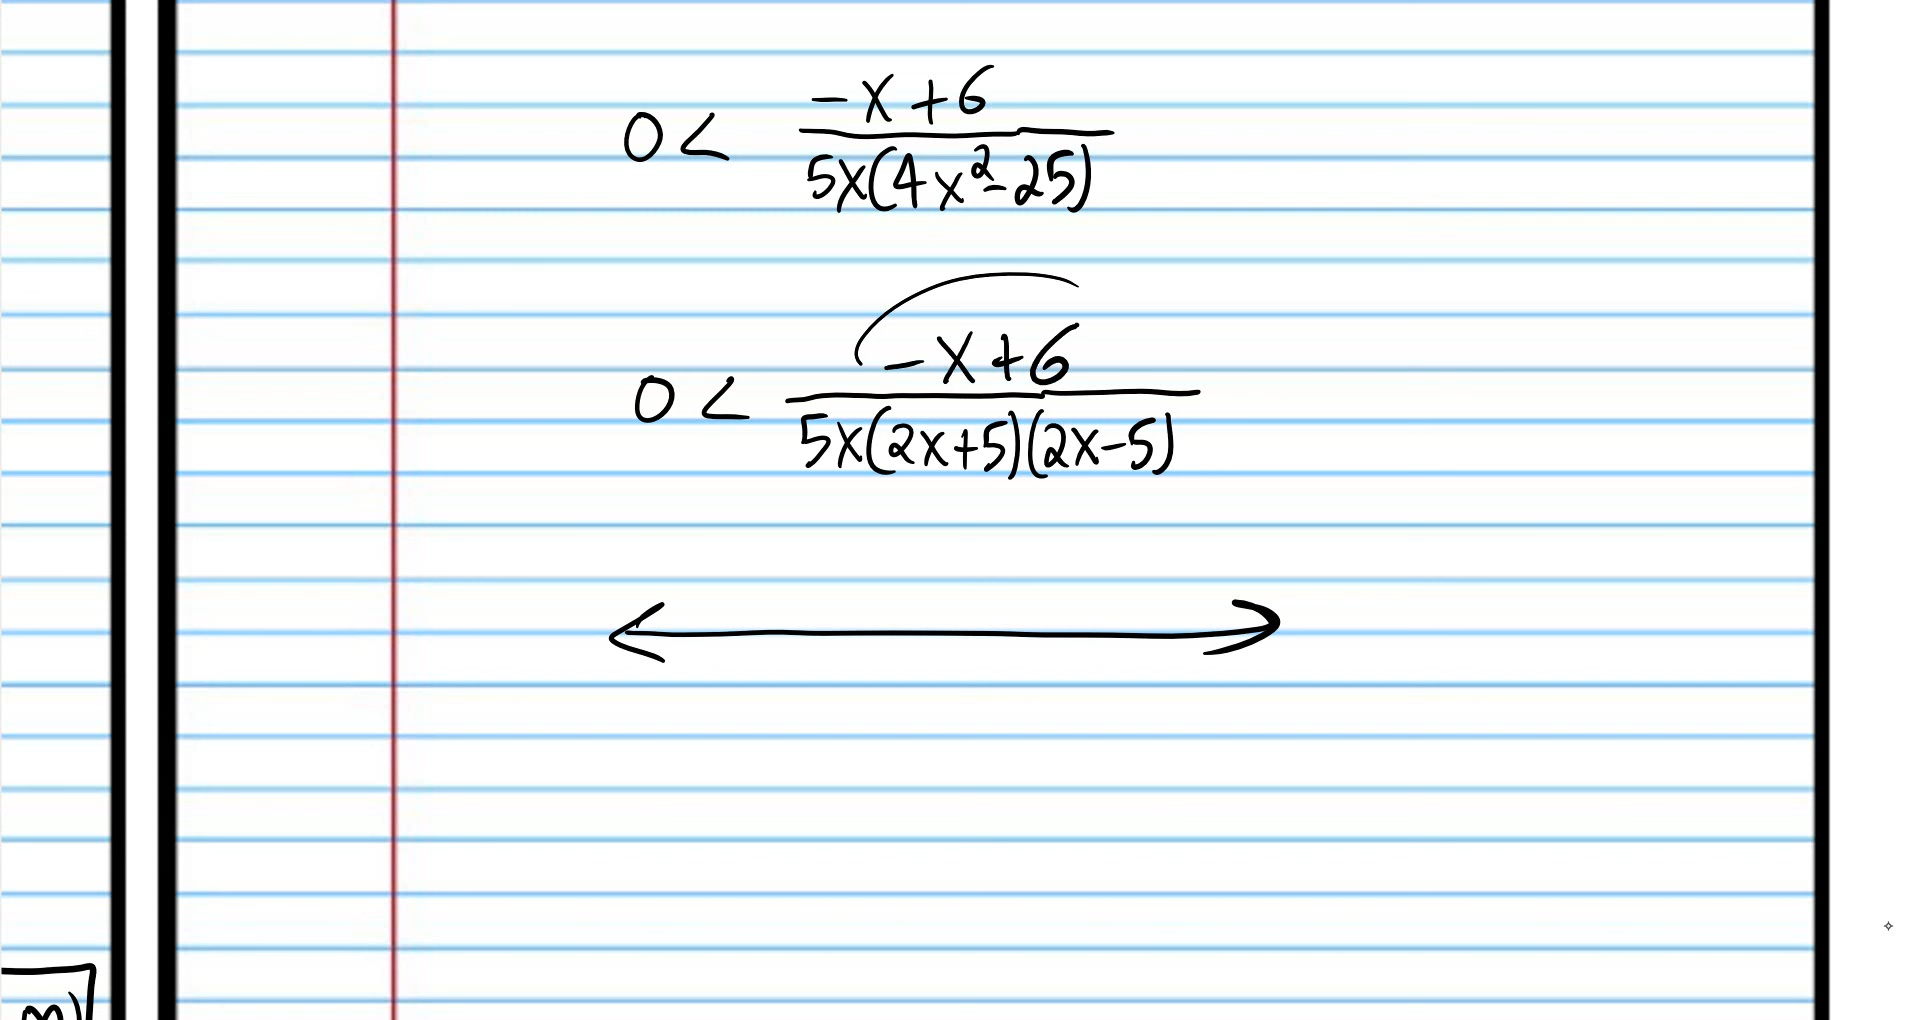 0 < (-x+6)/(5x(4x²-25))
0 < (-x+6)/(5x(2x+5)(2x-5))